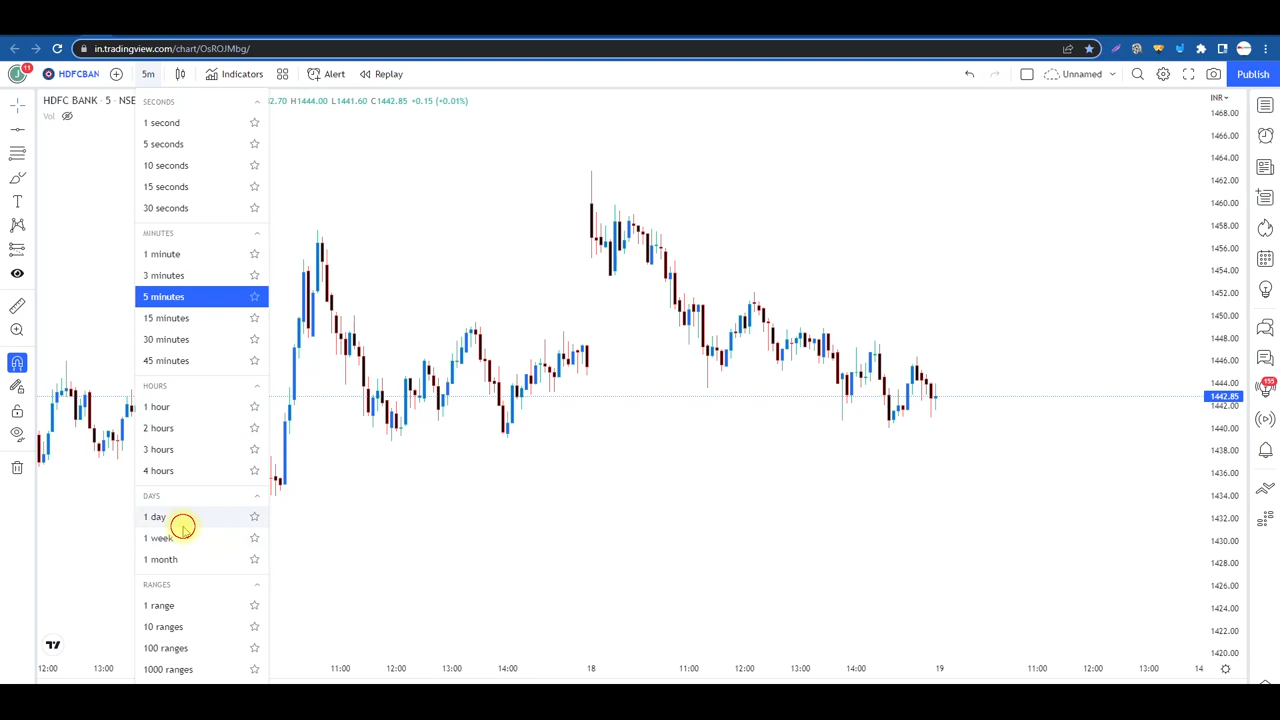 in.tradingview.com/chart/OsROJMbg/
11
HDFCBAN
5m
Indicators
Alert
Replay
Unnamed
Publish
HDFC BANK · 5 · NSE
2.70 H1444.00 L1441.60 C1442.85 +0.15 (+0.01%)
INR
Vol
SECONDS
1 second
5 seconds
10 seconds
15 seconds
30 seconds
MINUTES
1 minute
3 minutes
5 minutes
15 minutes
30 minutes
45 minutes
HOURS
1 hour
2 hours
3 hours
4 hours
DAYS
1 day
1 week
1 month
RANGES
1 range
10 ranges
100 ranges
1000 ranges
1468.00
1466.00
1464.00
1462.00
1460.00
1458.00
1456.00
1454.00
1452.00
1450.00
1448.00
1446.00
1444.00
1442.85
1442.00
1440.00
1438.00
1436.00
1434.00
1432.00
1430.00
1428.00
1426.00
1424.00
1422.00
1420.00
155
12:00 13:00 11:00 12:00 13:00 14:00 18 11:00 12:00 13:00 14:00 19 11:00 12:00 13:00 14